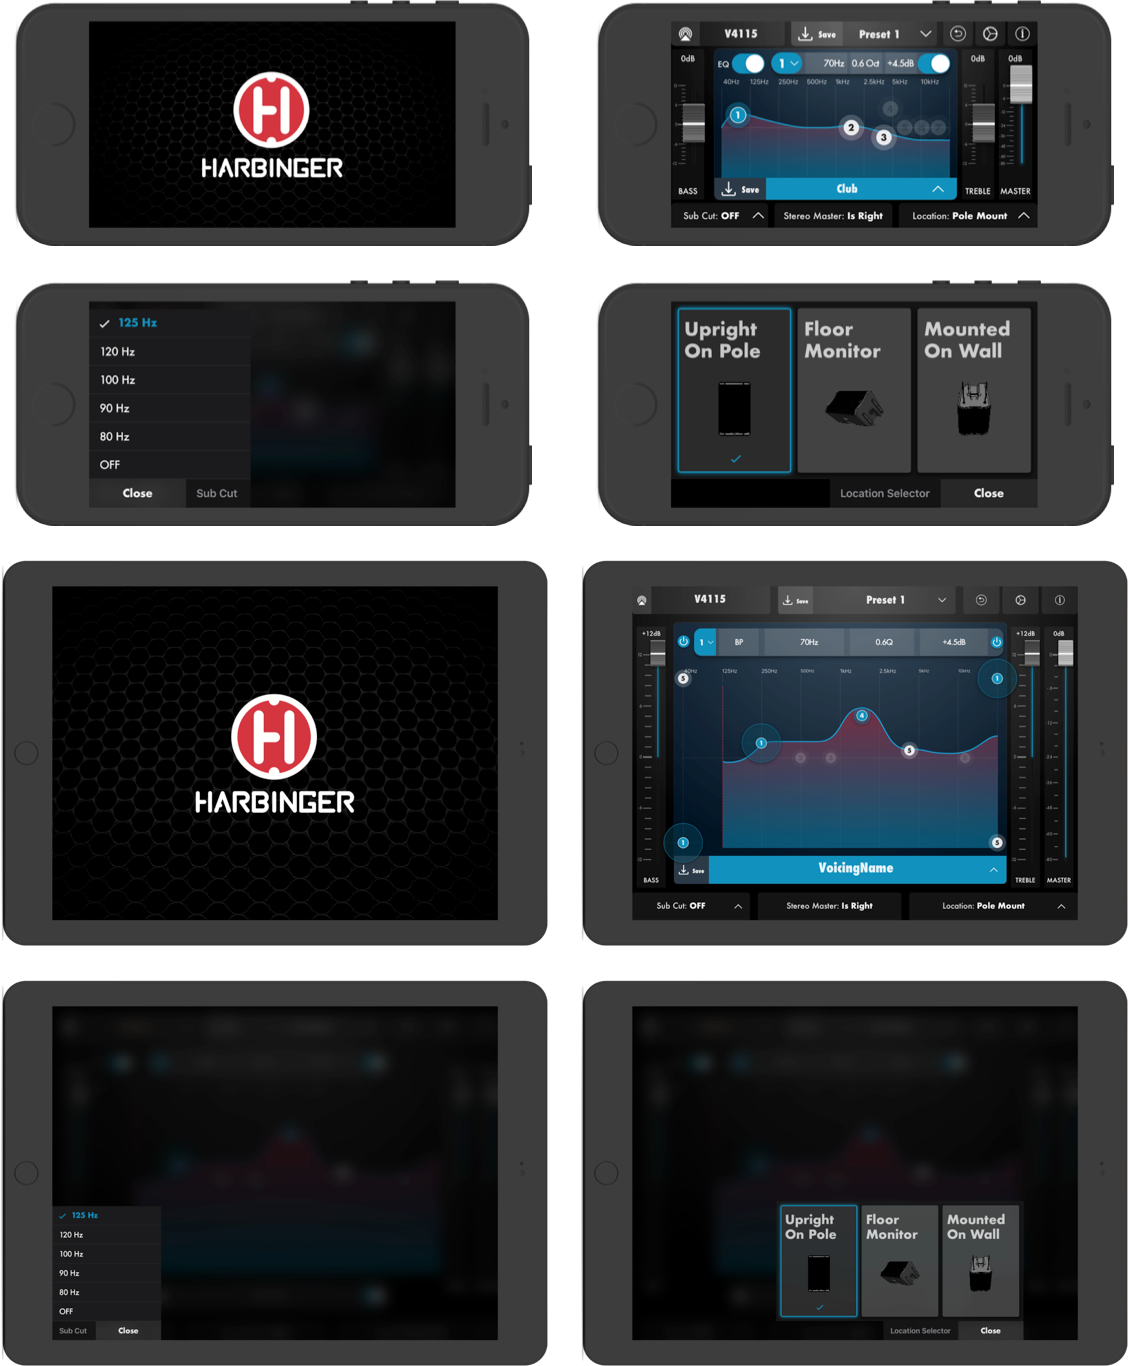 HARBINGER
V4115
Save
Preset 1
0dB
EQ
1
70Hz
0.6 Oct
+4.5dB
0dB
0dB
40Hz 125Hz 250Hz 500Hz 1kHz 2.5kHz 5kHz 10kHz
1
2
3
4
BASS
Save
Club
TREBLE
MASTER
Sub Cut: OFF
Stereo Master: Is Right
Location: Pole Mount
125 Hz
120 Hz
100 Hz
90 Hz
80 Hz
OFF
Close
Sub Cut
Upright
On Pole
Floor
Monitor
Mounted
On Wall
Location Selector
Close
HARBINGER
V4115
Save
Preset 1
+12dB
1
BP
70Hz
0.6Q
+4.5dB
+12dB
0dB
125Hz 250Hz 500Hz 1kHz 2.5kHz 5kHz 10kHz
5
1
4
1
5
1
5
BASS
Save
VoicingName
TREBLE
MASTER
Sub Cut: OFF
Stereo Master: Is Right
Location: Pole Mount
125 Hz
120 Hz
100 Hz
90 Hz
80 Hz
OFF
Sub Cut
Close
Upright
On Pole
Floor
Monitor
Mounted
On Wall
Location Selector
Close